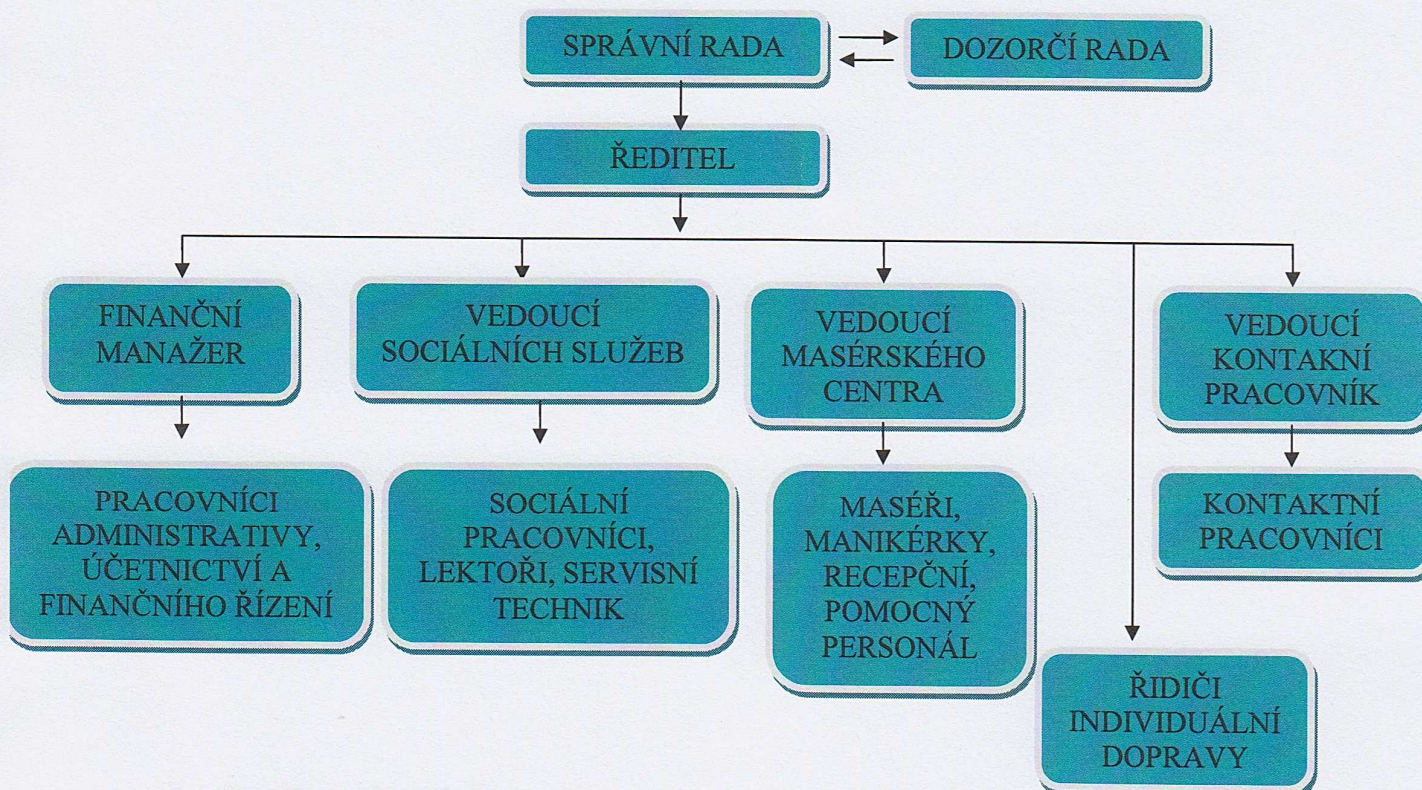 SPRÁVNÍ RADA
DOZORČÍ RADA
ŘEDITEL
FINANČNÍ
MANAŽER
VEDOUCÍ
SOCIÁLNÍCH SLUŽEB
VEDOUCÍ
MASÉRSKÉHO
CENTRA
VEDOUCÍ
KONTAKNÍ
PRACOVNÍK
PRACOVNÍCI
ADMINISTRATIVY,
ÚČETNICTVÍ A
FINANČNÍHO ŘÍZENÍ
SOCIÁLNÍ
PRACOVNÍCI,
LEKTOŘI, SERVISNÍ
TECHNIK
MASÉŘI,
MANIKÉRKY,
RECEPČNÍ,
POMOCNÝ
PERSONÁL
KONTAKTNÍ
PRACOVNÍCI
ŘIDIČI
INDIVIDUÁLNÍ
DOPRAVY